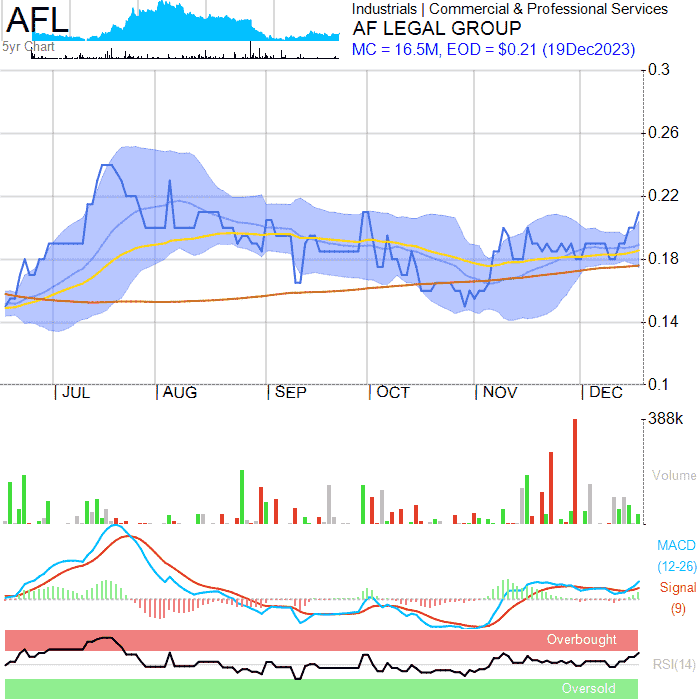 AFL
5yr Chart
Industrials | Commercial & Professional Services
AF LEGAL GROUP
MC = 16.5M, EOD = $0.21 (19Dec2023)
0.3
0.26
0.22
0.18
0.14
0.1
JUL AUG SEP OCT NOV DEC
388k
Volume
MACD
(12-26)
Signal
(9)
Overbought
RSI(14)
Oversold